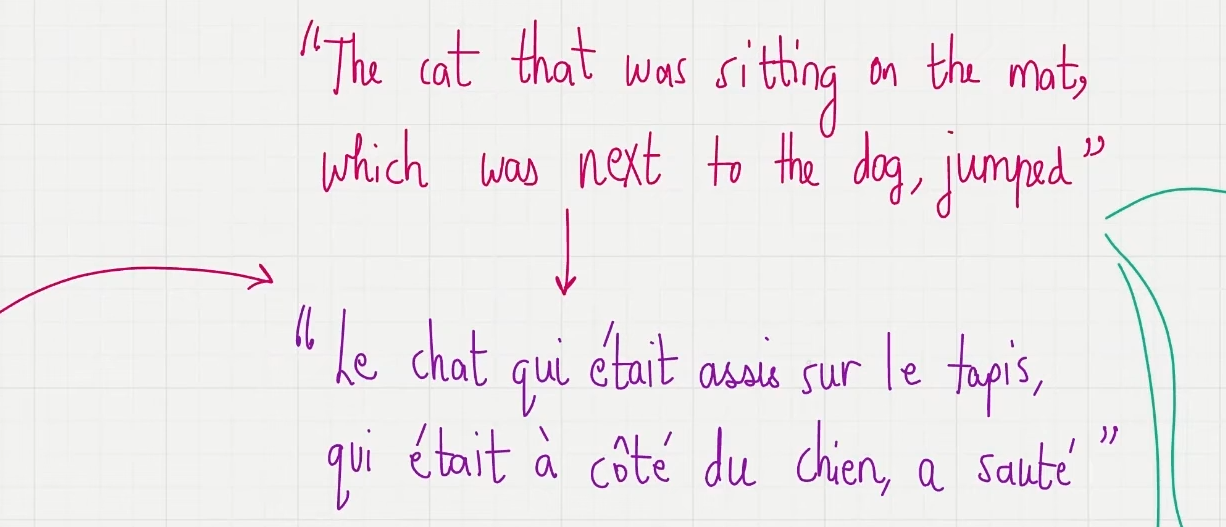 "The cat that was sitting on the mat,
which was next to the dog, jumped"
"Le chat qui était assis sur le tapis,
qui était à côté du chien, a sauté"